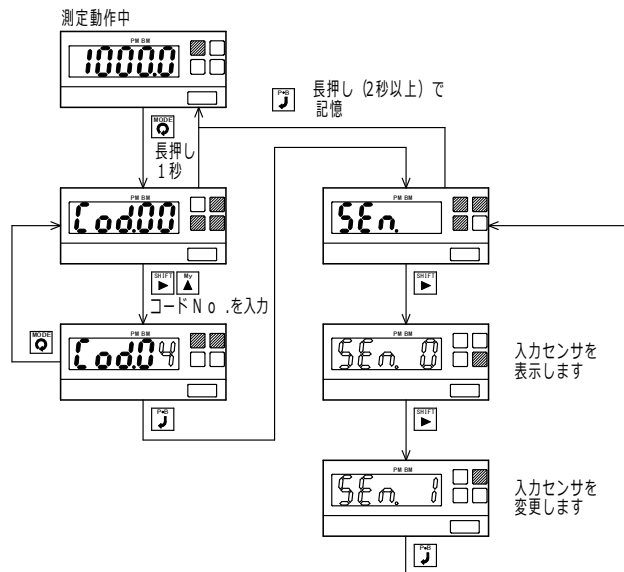 測定動作中
PM BM
1000.0
MODE
長押し
1秒
P•B
長押し (2秒以上) で
記憶
PM BM
Cod.00
PM BM
SEn.
SHIFT
My
コードNo.を入力
SHIFT
MODE
PM BM
Cod.04
PM BM
SEn. 0
入力センサを
表示します
P•B
SHIFT
PM BM
SEn. 1
入力センサを
変更します
P•B